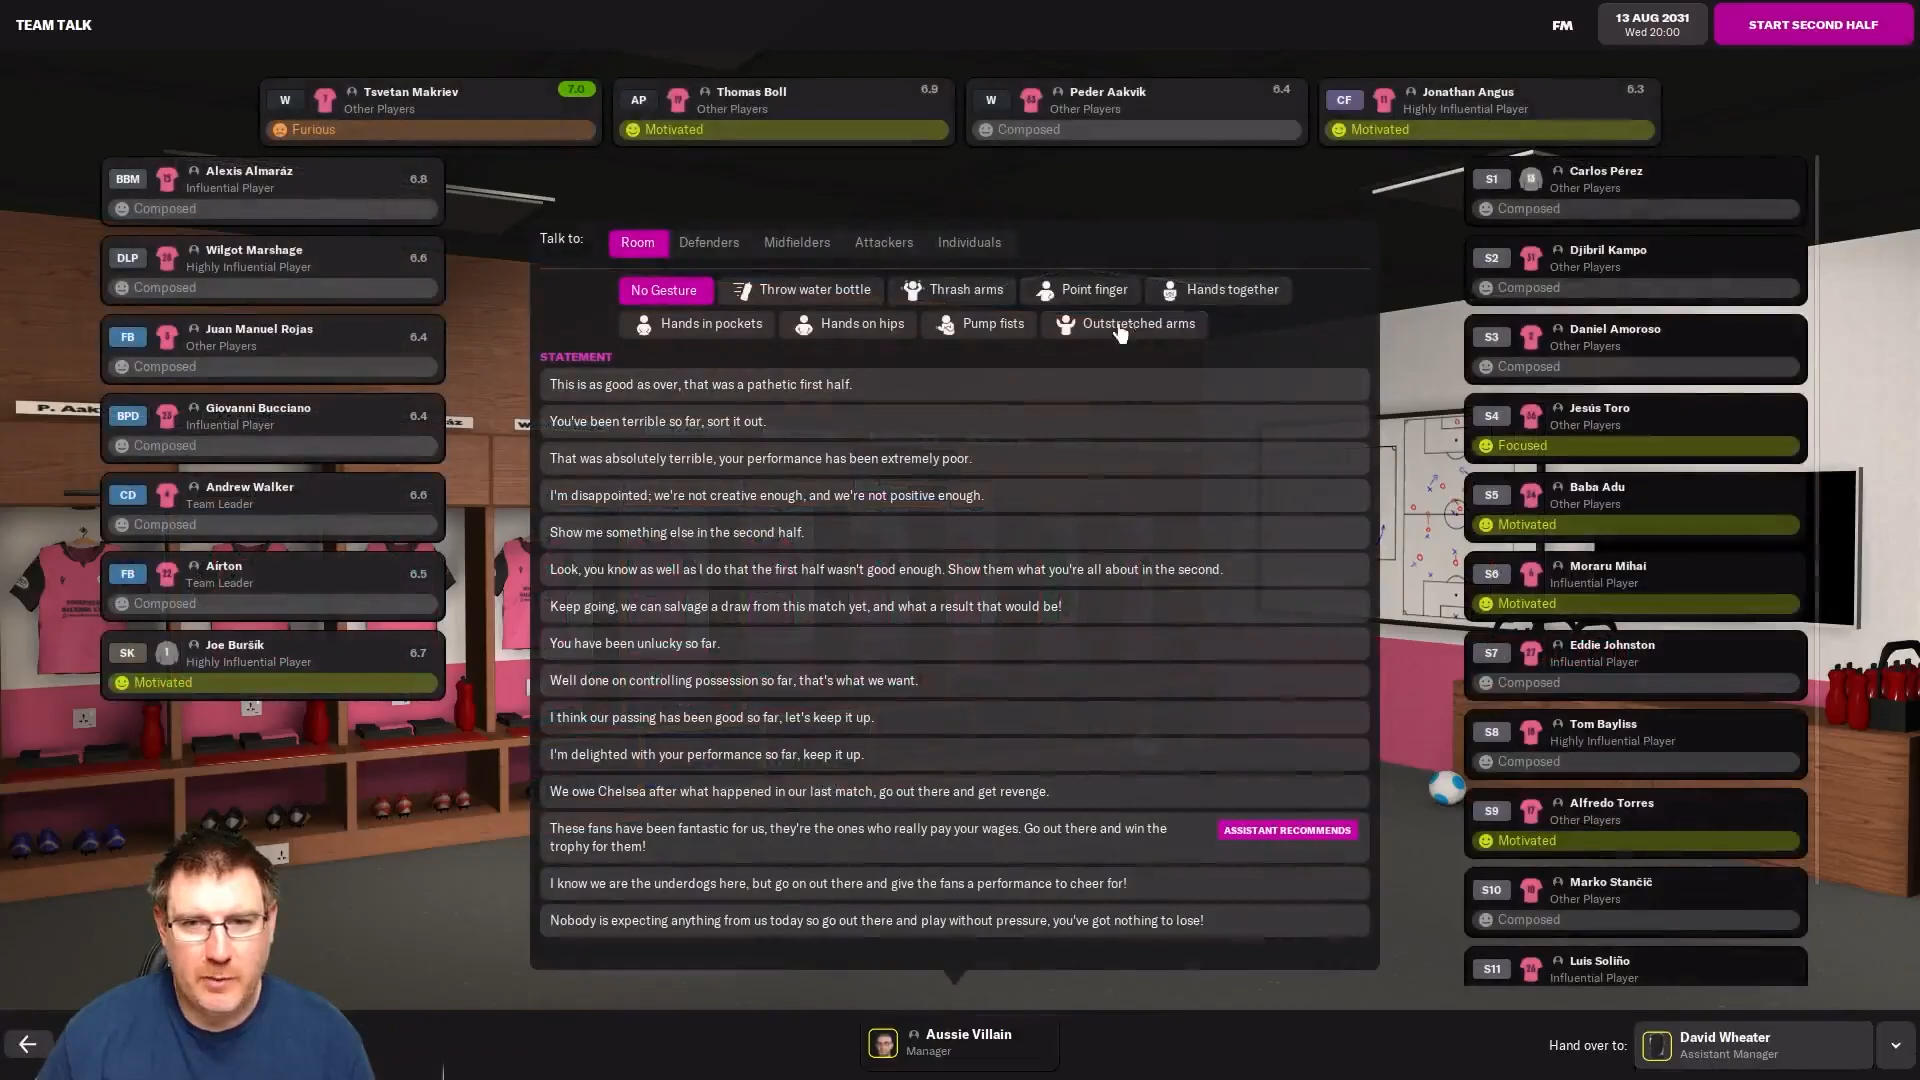 TEAM TALK
FM
13 AUG 2031
Wed 20:00
START SECOND HALF
W
Tsvetan Makriev
7.0
Other Players
Furious
AP
Thomas Boll
6.9
Other Players
Motivated
W
Peder Aakvik
6.4
Other Players
Composed
CF
Jonathan Angus
6.3
Highly Influential Player
Motivated
BBM
Alexis Almaráz
Influential Player
6.8
Composed
DLP
Wilgot Marshage
Highly Influential Player
6.6
Composed
FB
Juan Manuel Rojas
Other Players
6.4
Composed
BPD
Giovanni Bucciano
Influential Player
6.4
Composed
CD
Andrew Walker
Team Leader
6.6
Composed
FB
Aírton
Team Leader
6.5
Composed
SK
1
Joe Buršík
Highly Influential Player
6.7
Motivated
Talk to:
Room
Defenders
Midfielders
Attackers
Individuals
No Gesture
Throw water bottle
Thrash arms
Point finger
Hands together
Hands in pockets
Hands on hips
Pump fists
Outstretched arms
STATEMENT
This is as good as over, that was a pathetic first half.
You've been terrible so far, sort it out.
That was absolutely terrible, your performance has been extremely poor.
I'm disappointed; we're not creative enough, and we're not positive enough.
Show me something else in the second half.
Look, you know as well as I do that the first half wasn't good enough. Show them what you're all about in the second.
Keep going, we can salvage a draw from this match yet, and what a result that would be!
You have been unlucky so far.
Well done on controlling possession so far, that's what we want.
I think our passing has been good so far, let's keep it up.
I'm delighted with your performance so far, keep it up.
We owe Chelsea after what happened in our last match, go out there and get revenge.
These fans have been fantastic for us, they're the ones who really pay your wages. Go out there and win the
trophy for them!
ASSISTANT RECOMMENDS
I know we are the underdogs here, but go on out there and give the fans a performance to cheer for!
Nobody is expecting anything from us today so go out there and play without pressure, you've got nothing to lose!
S1
Carlos Pérez
Other Players
Composed
S2
Djibril Kampo
Other Players
Composed
S3
Daniel Amoroso
Other Players
Composed
S4
Jesús Toro
Other Players
Focused
S5
Baba Adu
Other Players
Motivated
S6
Moraru Mihai
Influential Player
Motivated
S7
Eddie Johnston
Influential Player
Composed
S8
Tom Bayliss
Highly Influential Player
Composed
S9
Alfredo Torres
Other Players
Motivated
S10
Marko Stančič
Other Players
Composed
S11
Luis Soliño
Influential Player
P. Aak
Aussie Villain
Manager
Hand over to:
David Wheater
Assistant Manager